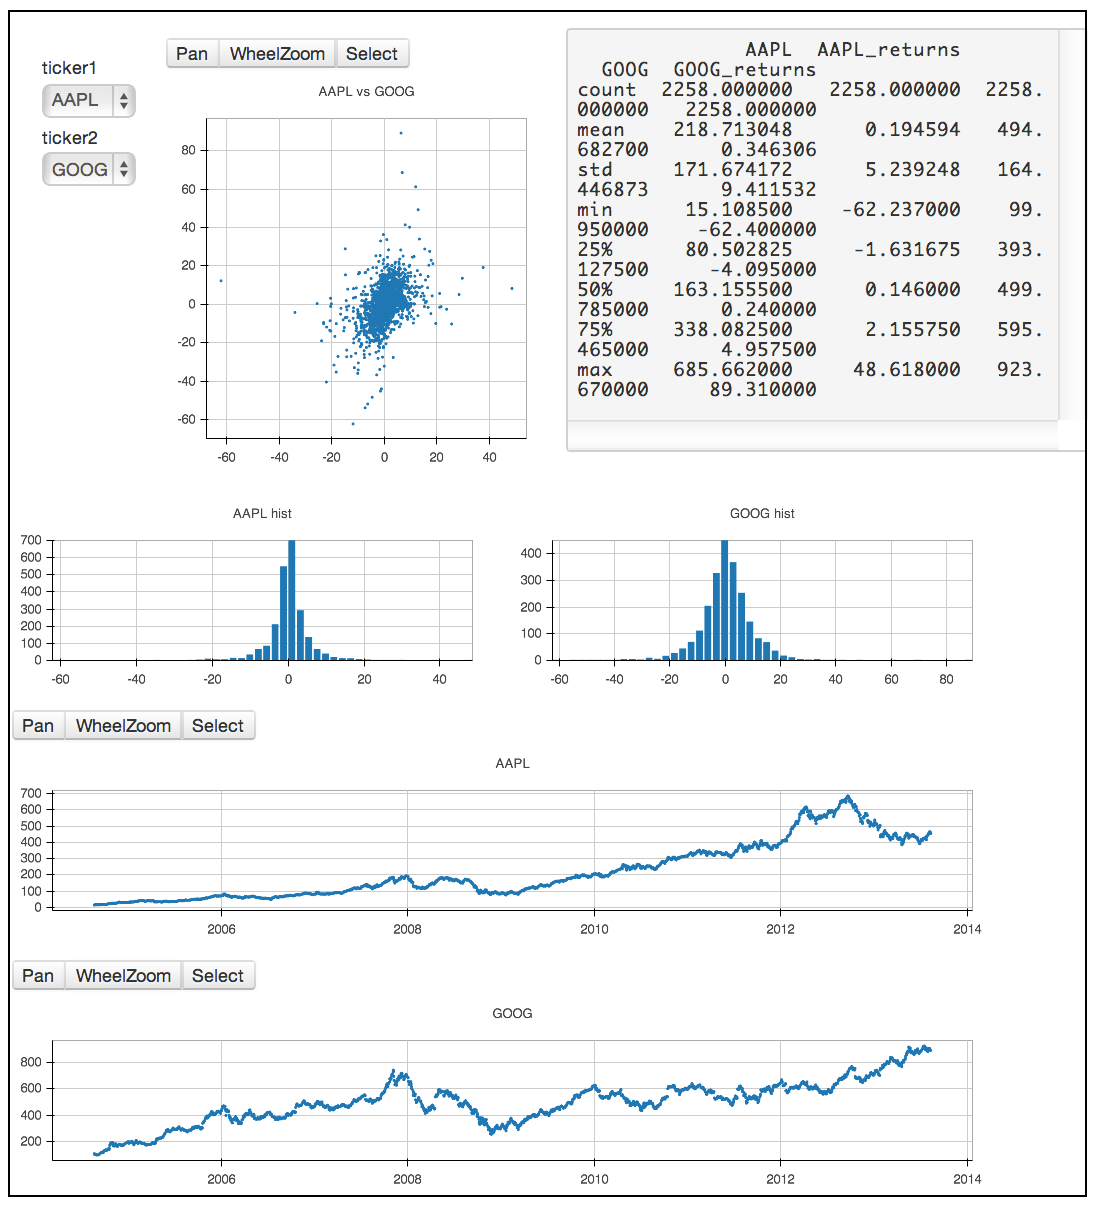 ticker1
AAPL
ticker2
GOOG
Pan WheelZoom Select
AAPL vs GOOG
80
60
40
20
0
-20
-40
-60
-60 -40 -20 0 20 40
AAPL AAPL_returns
GOOG GOOG_returns
count 2258.000000 2258.000000 2258.
000000 2258.000000
mean 218.713048 0.194594 494.
682700 0.346306
std 171.674172 5.239248 164.
446873 9.411532
min 15.108500 -62.237000 99.
950000 -62.400000
25% 80.502825 -1.631675 393.
127500 -4.095000
50% 163.155500 0.146000 499.
785000 0.240000
75% 338.082500 2.155750 595.
465000 4.957500
max 685.662000 48.618000 923.
670000 89.310000
AAPL hist
700
600
500
400
300
200
100
0
-60 -40 -20 0 20 40
GOOG hist
400
300
200
100
0
-60 -40 -20 0 20 40 60 80
Pan WheelZoom Select
AAPL
700
600
500
400
300
200
100
0
2006 2008 2010 2012 2014
Pan WheelZoom Select
GOOG
800
600
400
200
2006 2008 2010 2012 2014